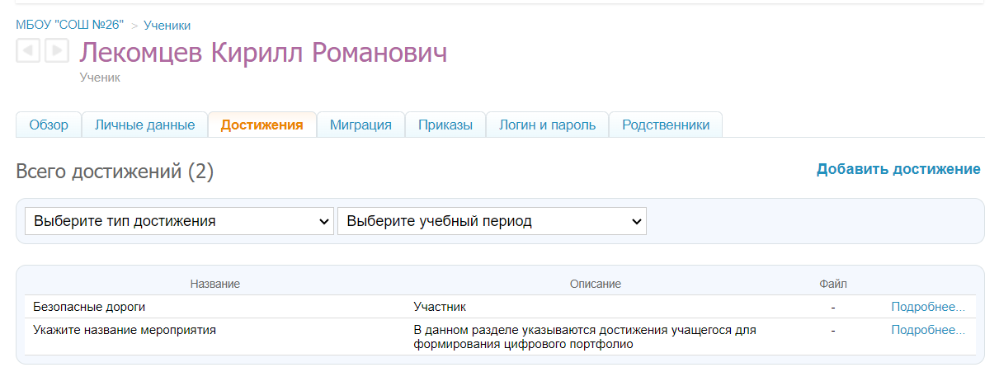 МБОУ "СОШ №26" > Ученики
Лекомцев Кирилл Романович
Ученик
Обзор Личные данные Достижения Миграция Приказы Логин и пароль Родственники
Всего достижений (2) Добавить достижение
Выберите тип достижения Выберите учебный период
Название Описание Файл
Безопасные дороги Участник - Подробнее...
Укажите название мероприятия В данном разделе указываются достижения учащегося для - Подробнее...
формирования цифрового портфолио